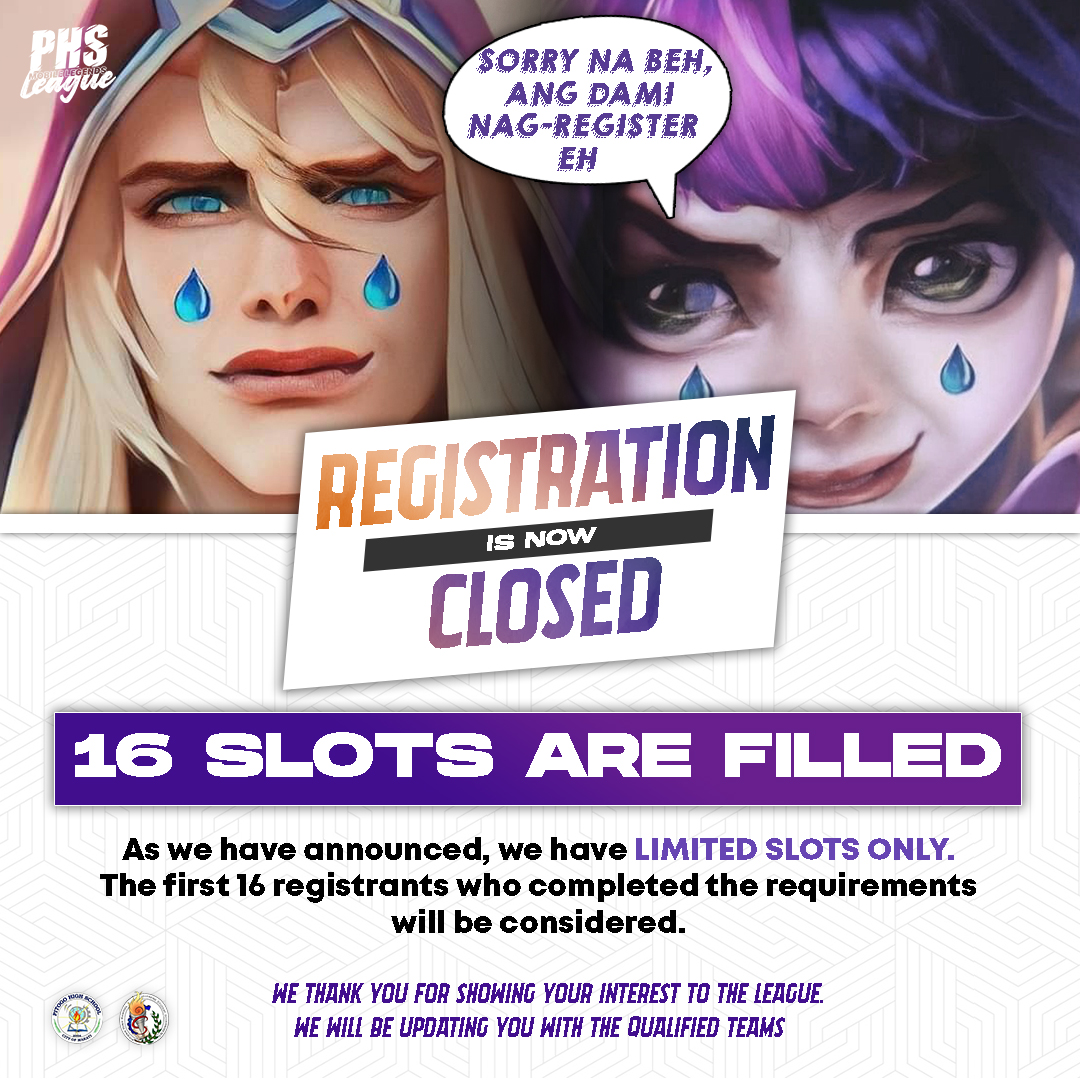 PHS
MOBILE LEGENDS
League
SORRY NA BEH,
ANG DAMI
NAG-REGISTER
EH
REGISTRATION
IS NOW
CLOSED
16 SLOTS ARE FILLED
As we have announced, we have LIMITED SLOTS ONLY.
The first 16 registrants who completed the requirements
will be considered.
WE THANK YOU FOR SHOWING YOUR INTEREST TO THE LEAGUE.
WE WILL BE UPDATING YOU WITH THE QUALIFIED TEAMS
PITOGO HIGH SCHOOL
CITY OF MAKATI